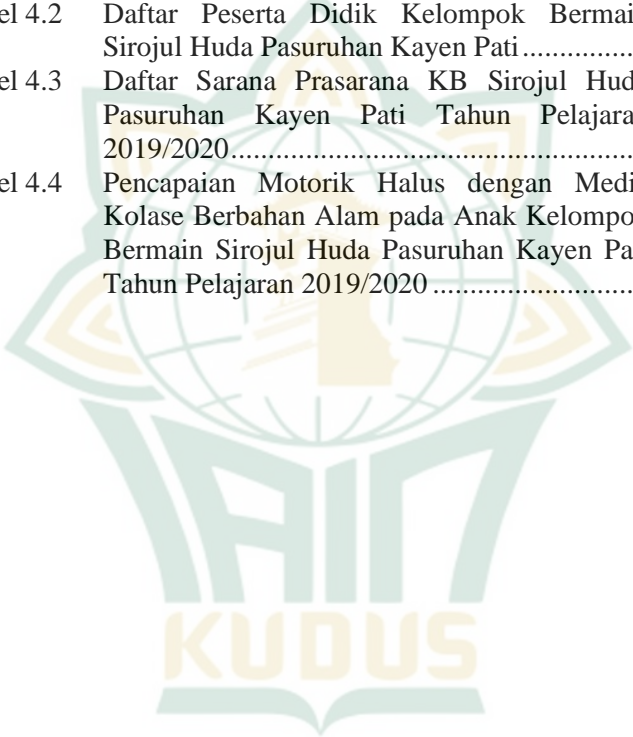 el 4.2 Daftar Peserta Didik Kelompok Bermai
Sirojul Huda Pasuruhan Kayen Pati ................
el 4.3 Daftar Sarana Prasarana KB Sirojul Hud
Pasuruhan Kayen Pati Tahun Pelajara
2019/2020........................................................
el 4.4 Pencapaian Motorik Halus dengan Medi
Kolase Berbahan Alam pada Anak Kelompo
Bermain Sirojul Huda Pasuruhan Kayen Pa
Tahun Pelajaran 2019/2020 ...........................
IAIN
KUDUS